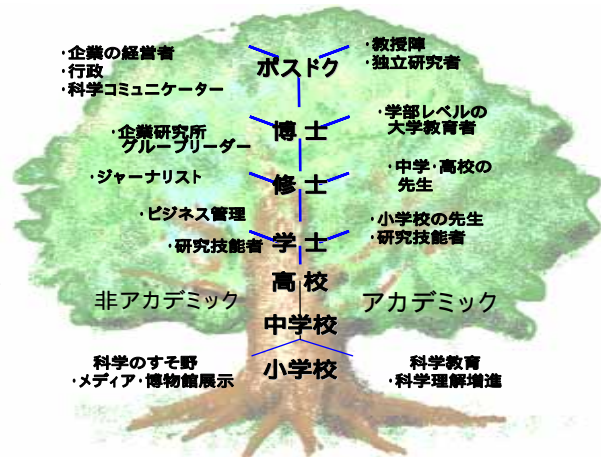 ・企業の経営者
・行政
・科学コミュニケーター
ポスドク
・教授陣
・独立研究者
・企業研究所
グループリーダー
博士
・学部レベルの
大学教育者
・ジャーナリスト
修士
・中学・高校の
先生
・ビジネス管理
・研究技能者
学士
・小学校の先生
・研究技能者
高校
非アカデミック
アカデミック
中学校
科学のすそ野
・メディア・博物館展示
小学校
科学教育
・科学理解増進